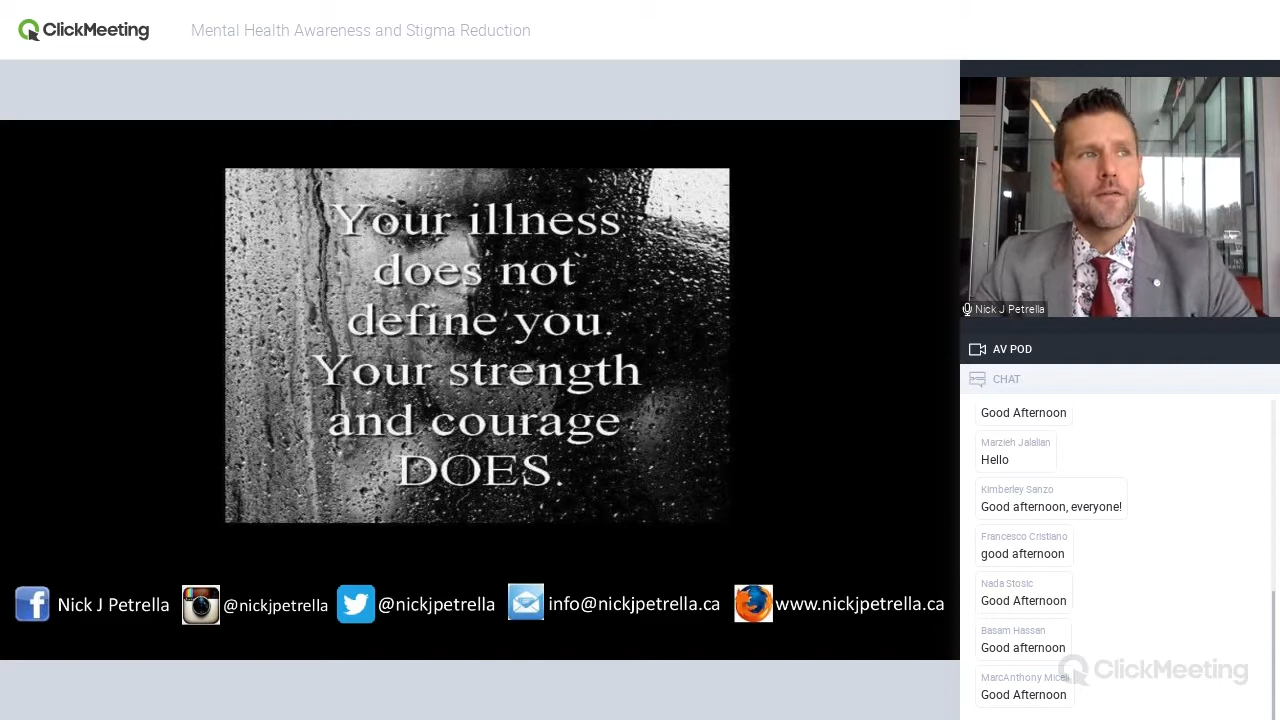 ClickMeeting
Mental Health Awareness and Stigma Reduction
Your illness
does not
define you.
Your strength
and courage
DOES.
Nick J Petrella
@nickjpetrella
@nickjpetrella
info@nickjpetrella.ca
www.nickjpetrella.ca
Nick J Petrella
AV POD
CHAT
Good Afternoon
Marzieh Jalalian
Hello
Kimberley Sanzo
Good afternoon, everyone!
Francesco Cristiano
good afternoon
Nada Stosic
Good Afternoon
Basam Hassan
Good afternoon
MarcAnthony Miceli
Good Afternoon
ClickMeeting